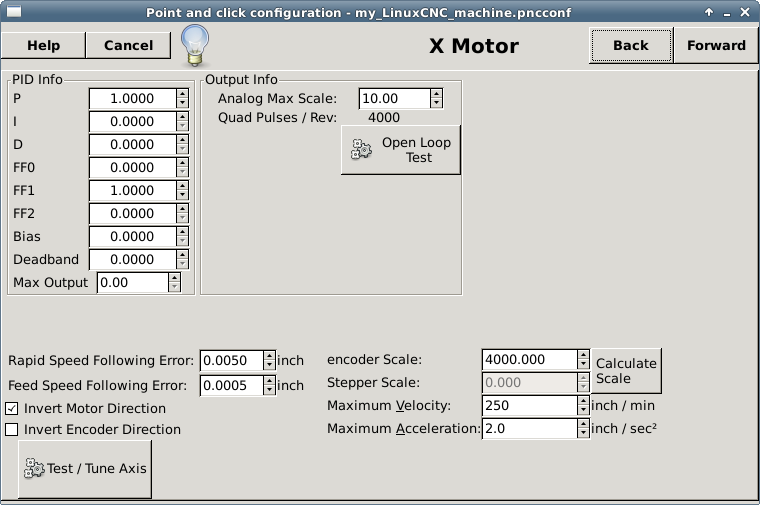 Point and click configuration - my_LinuxCNC_machine.pncconf
Help Cancel X Motor Back Forward
PID Info
P 1.0000
I 0.0000
D 0.0000
FF0 0.0000
FF1 1.0000
FF2 0.0000
Bias 0.0000
Deadband 0.0000
Max Output 0.00
Output Info
Analog Max Scale: 10.00
Quad Pulses / Rev: 4000
Open Loop
Test
Rapid Speed Following Error: 0.0050 inch
Feed Speed Following Error: 0.0005 inch
Invert Motor Direction
Invert Encoder Direction
Test / Tune Axis
encoder Scale: 4000.000
Stepper Scale: 0.000
Calculate
Scale
Maximum Velocity: 250 inch / min
Maximum Acceleration: 2.0 inch / sec²